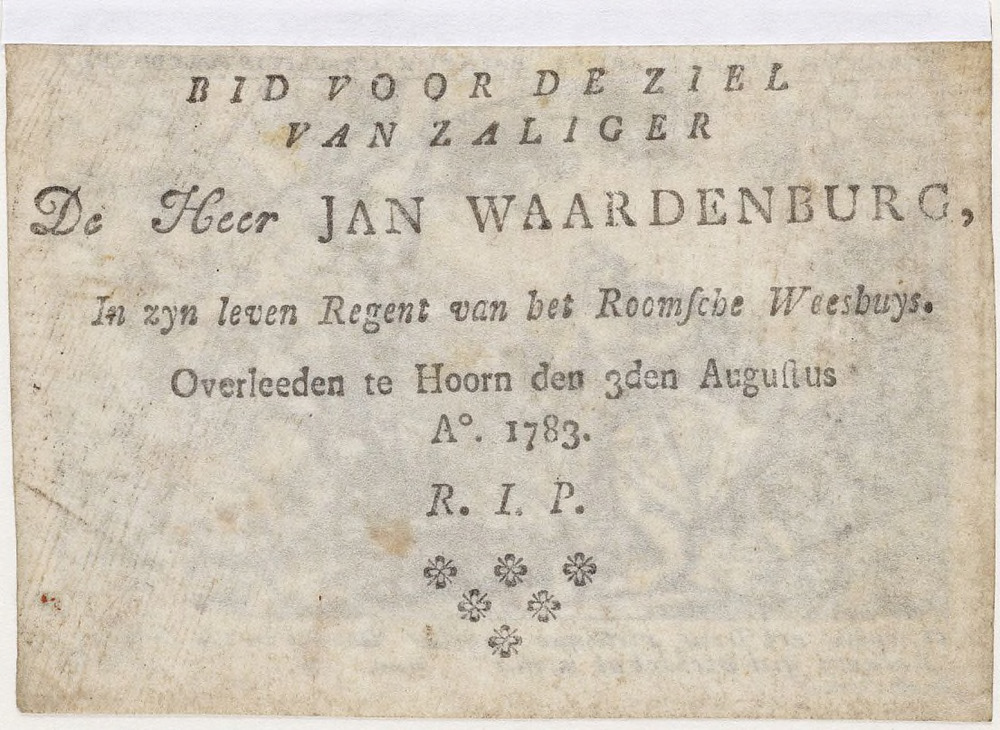 BID VOOR DE ZIEL
VAN ZALIGER
De Heer JAN WAARDENBURG,
In zyn leven Regent van het Roomſche Weeshuys.
Overleeden te Hoorn den 3den Auguſtus
A°. 1783.
R. I. P.